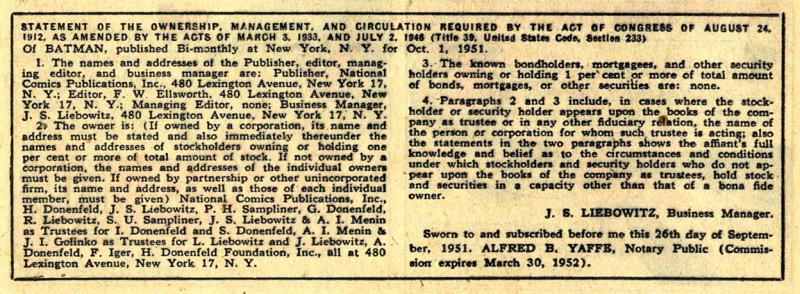 STATEMENT OF THE OWNERSHIP, MANAGEMENT, AND CIRCULATION REQUIRED BY THE ACT OF CONGRESS OF AUGUST 24,
1912, AS AMENDED BY THE ACTS OF MARCH 3, 1933, AND JULY 2, 1946 (Title 39, United States Code, Section 233)
Of BATMAN, published Bi-monthly at New York, N. Y. for Oct. 1, 1951.
1. The names and addresses of the Publisher, editor, manag-
ing editor, and business manager are: Publisher, National
Comics Publications, Inc., 480 Lexington Avenue, New York 17,
N. Y.; Editor, F. W. Ellsworth, 480 Lexington Avenue, New
York 17, N. Y.; Managing Editor, none; Business Manager,
J. S. Liebowitz, 480 Lexington Avenue, New York 17, N. Y.
2. The owner is: (If owned by a corporation, its name and
address must be stated and also immediately thereunder the
names and addresses of stockholders owning or holding one
per cent or more of total amount of stock. If not owned by a
corporation, the names and addresses of the individual owners
must be given. If owned by partnership or other unincorporated
firm, its name and address, as well as those of each individual
member, must be given) National Comics Publications, Inc.,
H. Donenfeld, J. S. Liebowitz, P. H. Sampliner, G. Donenfeld,
R. Liebowitz, S. U. Sampliner, J. S. Liebowitz & A. I. Menin
as Trustees for I. Donenfeld and S. Donenfeld, A. I. Menin &
J. I. Gofinko as Trustees for L. Liebowitz and J. Liebowitz, A.
Donenfeld, F. Iger, H. Donenfeld Foundation, Inc., all at 480
Lexington Avenue, New York 17, N. Y.
3. The known bondholders, mortgagees, and other security
holders owning or holding 1 per cent or more of total amount
of bonds, mortgages, or other securities are: none.
4. Paragraphs 2 and 3 include, in cases where the stock-
holder or security holder appears upon the books of the com-
pany as trustee or in any other fiduciary relation, the name of
the person or corporation for whom such trustee is acting; also
the statements in the two paragraphs shows the affiant's full
knowledge and belief as to the circumstances and conditions
under which stockholders and security holders who do not ap-
pear upon the books of the company as trustees, hold stock
and securities in a capacity other than that of a bona fide
owner.
J. S. LIEBOWITZ, Business Manager.
Sworn to and subscribed before me this 26th day of Septem-
ber, 1951. ALFRED B. YAFFE, Notary Public (Commis-
sion expires March 30, 1952).